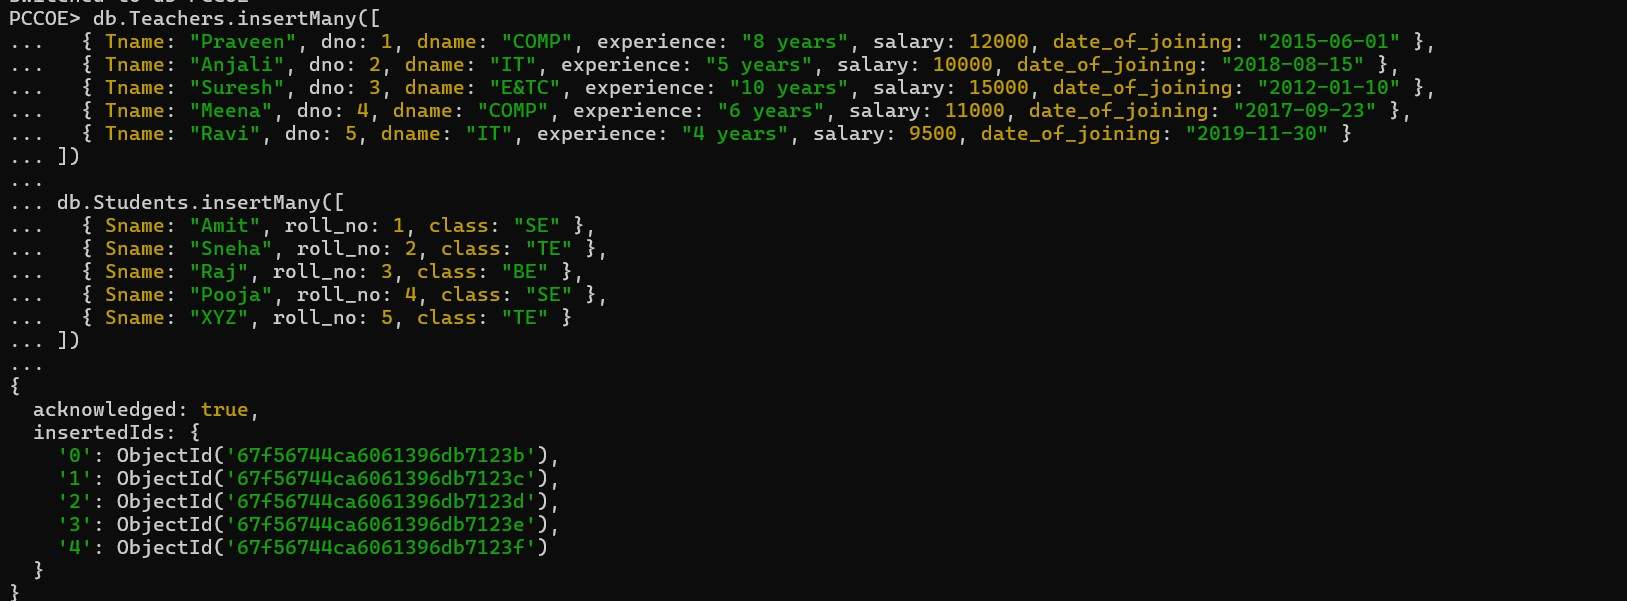 switched to db PCCOE
PCCOE> db.Teachers.insertMany([
...   { Tname: "Praveen", dno: 1, dname: "COMP", experience: "8 years", salary: 12000, date_of_joining: "2015-06-01" },
...   { Tname: "Anjali", dno: 2, dname: "IT", experience: "5 years", salary: 10000, date_of_joining: "2018-08-15" },
...   { Tname: "Suresh", dno: 3, dname: "E&TC", experience: "10 years", salary: 15000, date_of_joining: "2012-01-10" },
...   { Tname: "Meena", dno: 4, dname: "COMP", experience: "6 years", salary: 11000, date_of_joining: "2017-09-23" },
...   { Tname: "Ravi", dno: 5, dname: "IT", experience: "4 years", salary: 9500, date_of_joining: "2019-11-30" }
... ])
...
... db.Students.insertMany([
...   { Sname: "Amit", roll_no: 1, class: "SE" },
...   { Sname: "Sneha", roll_no: 2, class: "TE" },
...   { Sname: "Raj", roll_no: 3, class: "BE" },
...   { Sname: "Pooja", roll_no: 4, class: "SE" },
...   { Sname: "XYZ", roll_no: 5, class: "TE" }
... ])
...
{
  acknowledged: true,
  insertedIds: {
    '0': ObjectId('67f56744ca6061396db7123b'),
    '1': ObjectId('67f56744ca6061396db7123c'),
    '2': ObjectId('67f56744ca6061396db7123d'),
    '3': ObjectId('67f56744ca6061396db7123e'),
    '4': ObjectId('67f56744ca6061396db7123f')
  }
}